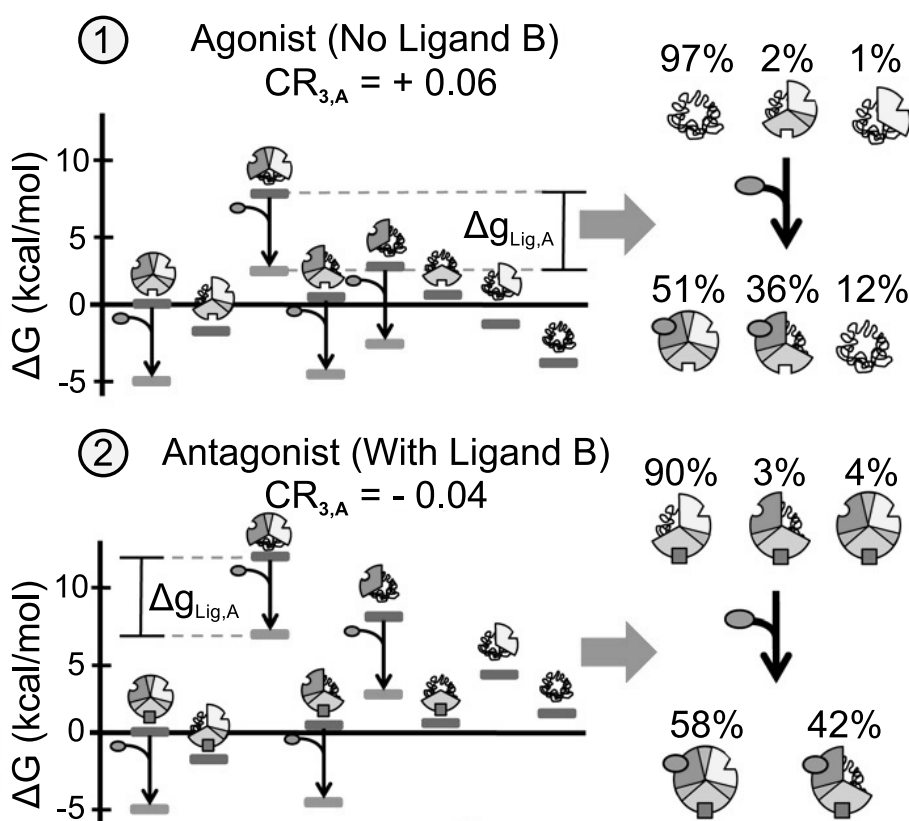 1 Agonist (No Ligand B)
CR3,A = + 0.06
97% 2% 1%
ΔG (kcal/mol)
10
5
0
-5
ΔgLig,A
51% 36% 12%
2 Antagonist (With Ligand B)
CR3,A = - 0.04
90% 3% 4%
ΔG (kcal/mol)
10
5
0
-5
ΔgLig,A
58% 42%